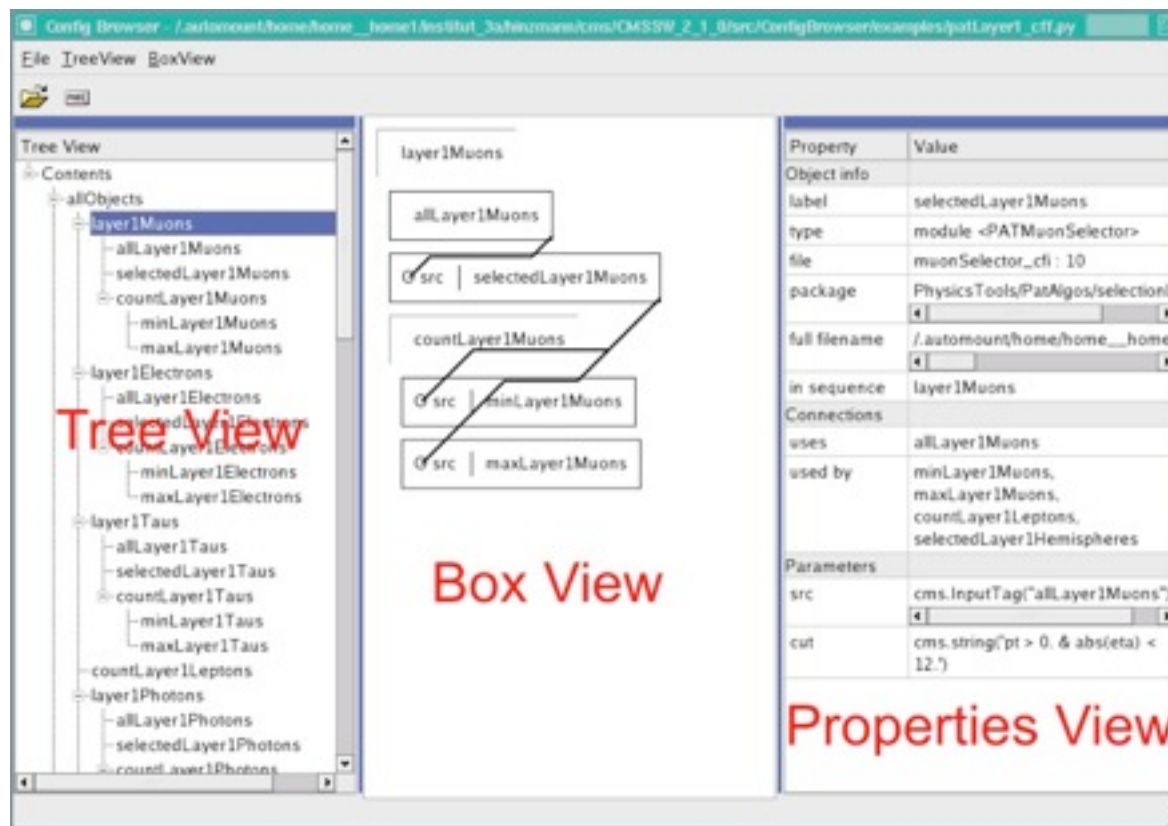 Config Browser - /.automount/home/home__home1/institut_3a/hinzmann/cms/CMSSW_2_1_0/src/ConfigBrowser/examples/patLayer1_cff.py
File TreeView BoxView
Tree View
Contents
allObjects
layer1Muons
allLayer1Muons
selectedLayer1Muons
countLayer1Muons
minLayer1Muons
maxLayer1Muons
layer1Electrons
allLayer1Electrons
selectedLayer1Electrons
countLayer1Electrons
minLayer1Electrons
maxLayer1Electrons
layer1Taus
allLayer1Taus
selectedLayer1Taus
countLayer1Taus
minLayer1Taus
maxLayer1Taus
countLayer1Leptons
layer1Photons
allLayer1Photons
selectedLayer1Photons
countLayer1Photons
Tree View
layer1Muons
allLayer1Muons
src selectedLayer1Muons
countLayer1Muons
src minLayer1Muons
src maxLayer1Muons
Box View
Property Value
Object info
label selectedLayer1Muons
type module <PATMuonSelector>
file muonSelector_cfi : 10
package PhysicsTools/PatAlgos/selectionl
full filename /.automount/home/home__home
in sequence layer1Muons
Connections
uses allLayer1Muons
used by minLayer1Muons,
maxLayer1Muons,
countLayer1Leptons,
selectedLayer1Hemispheres
Parameters
src cms.InputTag("allLayer1Muons")
cut cms.string("pt > 0. & abs(eta) <
12.")
Properties View